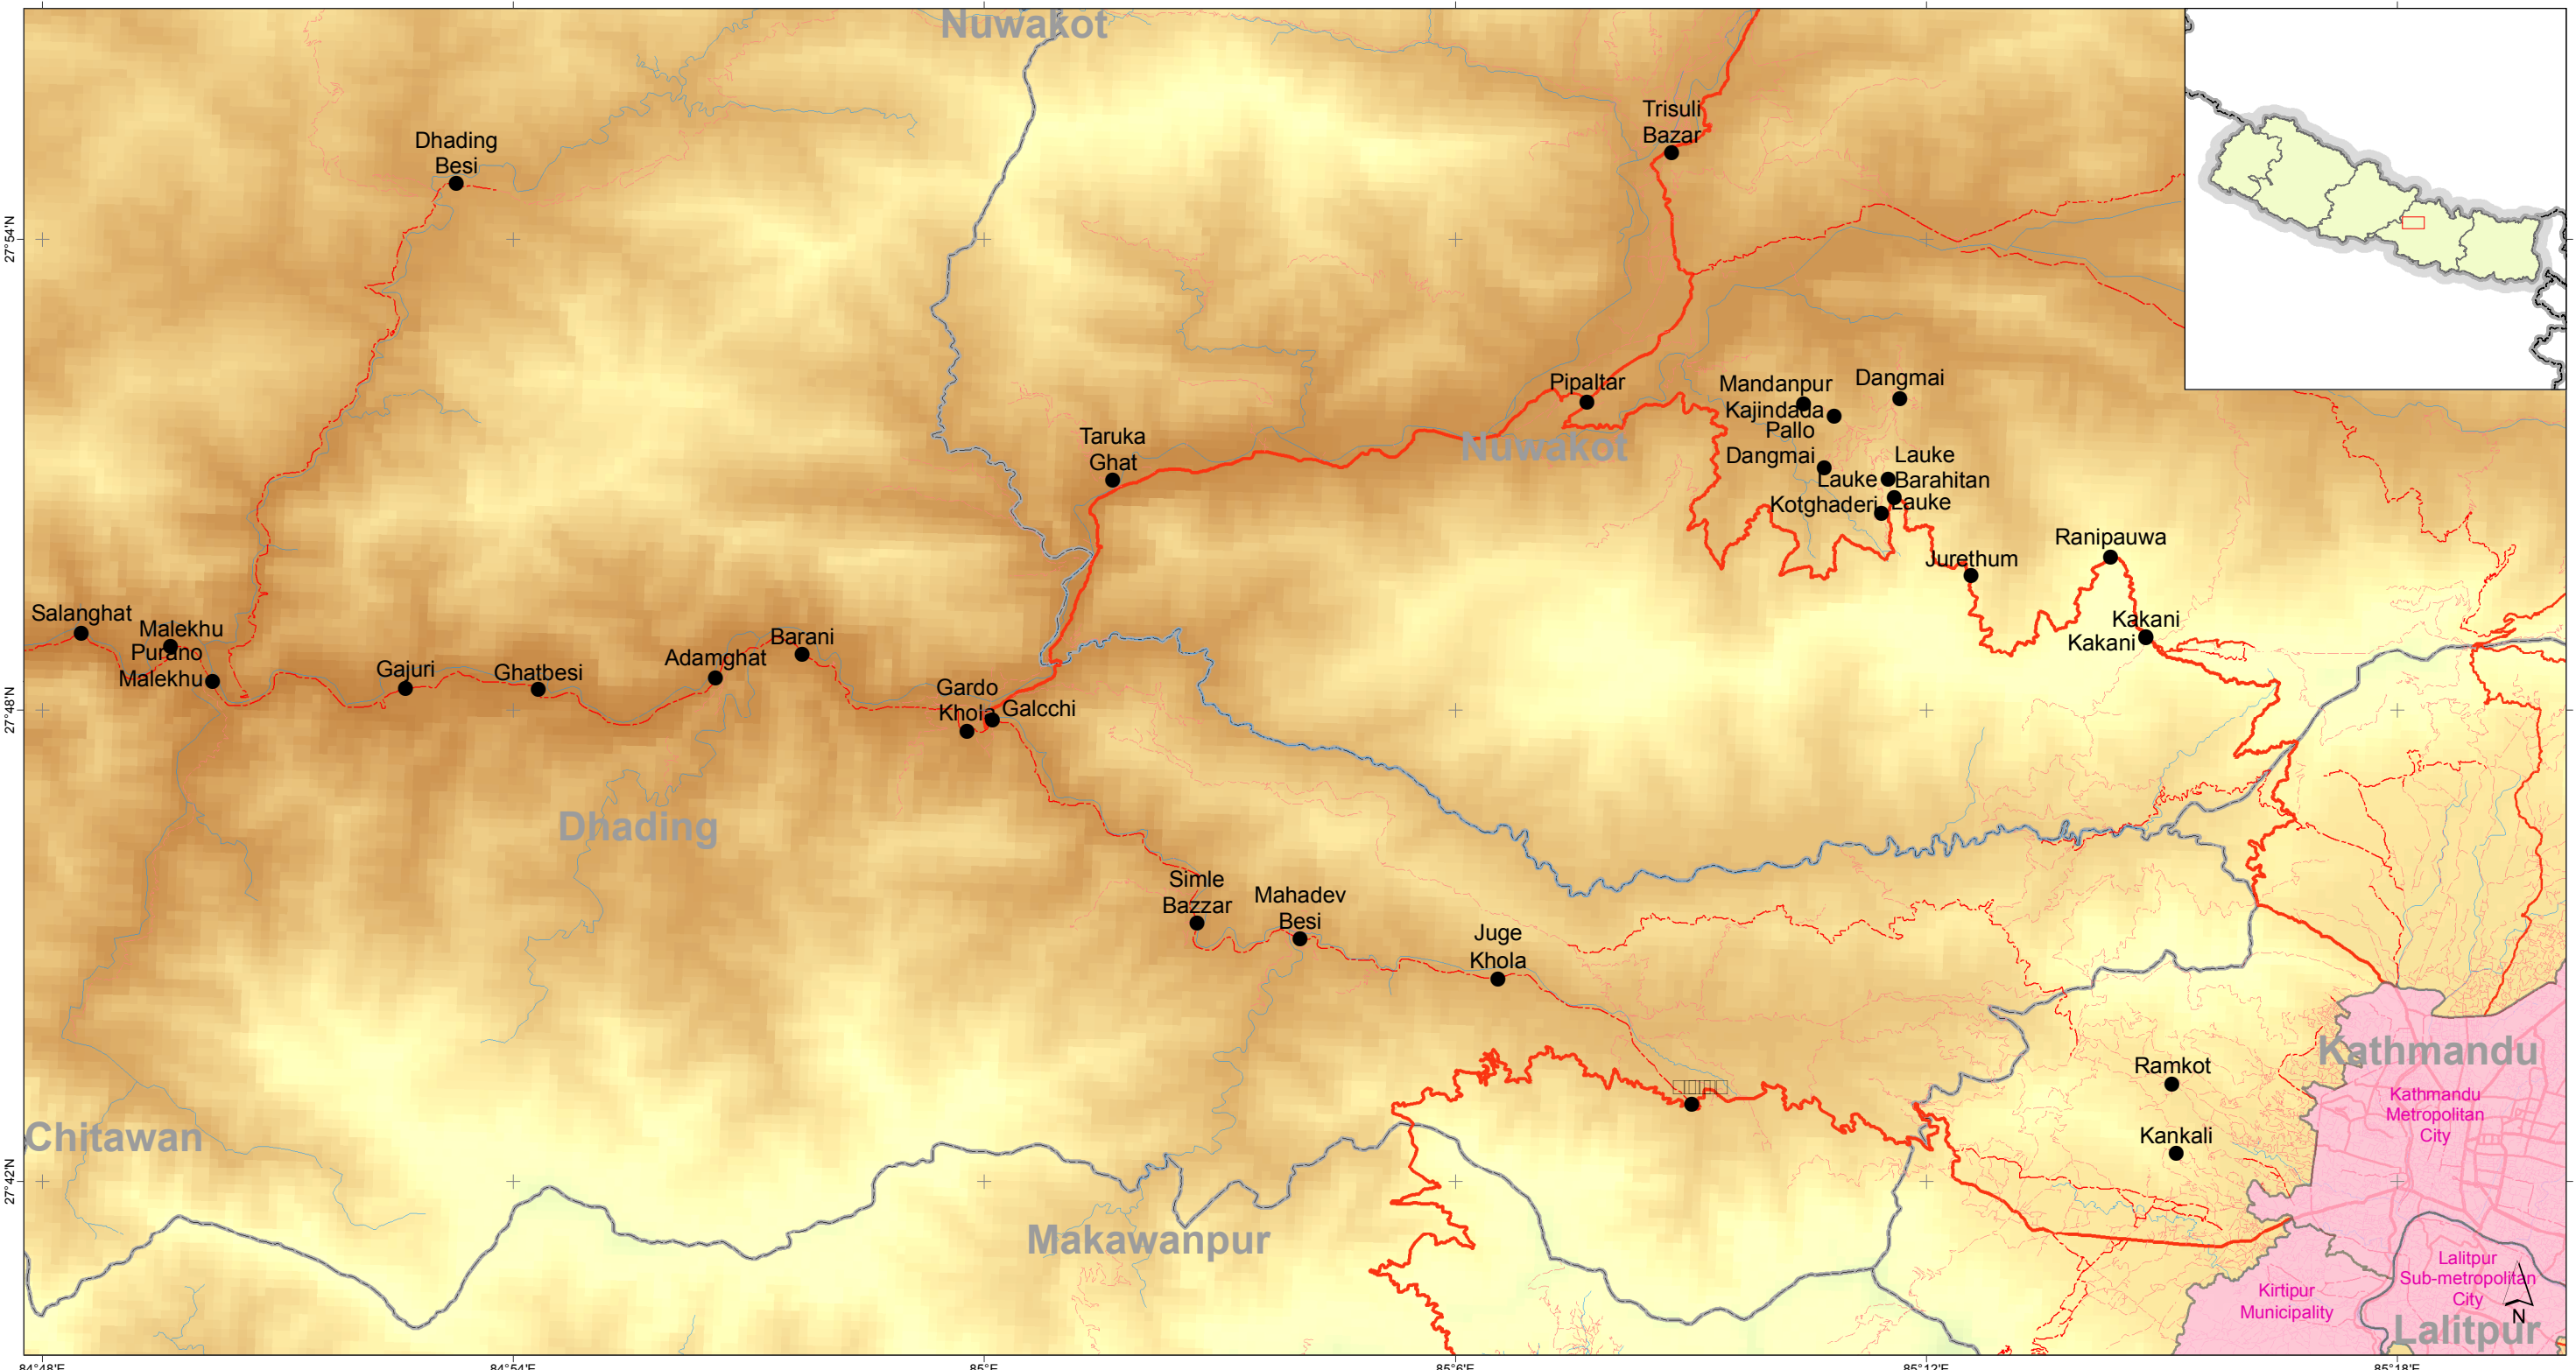 Nuwakot
Trisuli
Bazar
Dhading
Besi
27°54'N
Pipaltar
Mandanpur
Dangmai
Kajindada
Pallo
Dangmai
Taruka
Ghat
Nuwakot
Lauke
Barahitan
Lauke
Lauke
Kotghaderi
Ranipauwa
Jurethum
Salanghat
Malekhu
Purano
Malekhu
Gajuri
Ghatbesi
Adamghat
Barani
Kakani
Kakani
Gardo
Khola
Galcchi
27°48'N
Dhading
Simle
Bazzar
Mahadev
Besi
Juge
Khola
Kathmandu
Ramkot
Kathmandu
Metropolitan
City
Kankali
Chitawan
27°42'N
Makawanpur
Lalitpur
Sub-metropolitan
City
Kirtipur
Municipality
N
Lalitpur
84°48'E
84°54'E
85°E
85°6'E
85°12'E
85°18'E